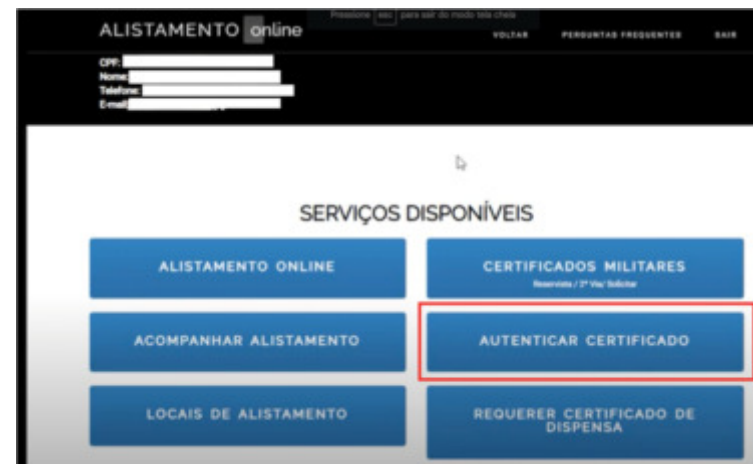 Pressione esc para sair do modo tela cheia
ALISTAMENTO online
VOLTAR PERGUNTAS FREQUENTES SAIR
CPF:
Nome:
Telefone:
E-mail:
SERVIÇOS DISPONÍVEIS
ALISTAMENTO ONLINE
CERTIFICADOS MILITARES
Reservista / 2ª Via/ Solicitar
ACOMPANHAR ALISTAMENTO
AUTENTICAR CERTIFICADO
LOCAIS DE ALISTAMENTO
REQUERER CERTIFICADO DE
DISPENSA